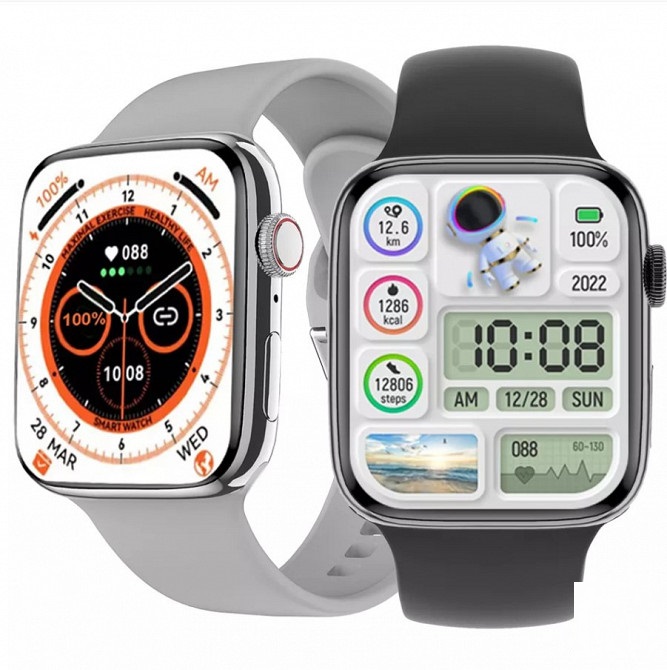 100%
AM
12
1
2
3
4
5
6
7
8
9
10
11
MAXIMAL EXERCISE HEALTHY LIFE
088
100%
10 08
SMART WATCH
28 MAR
WED
12.6
km
1286
kcal
12806
steps
100%
2022
10:08
AM 12/28 SUN
088 60-130